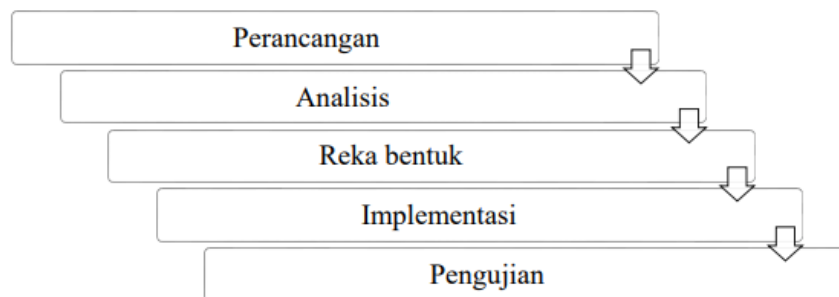 Perancangan
Analisis
Reka bentuk
Implementasi
Pengujian